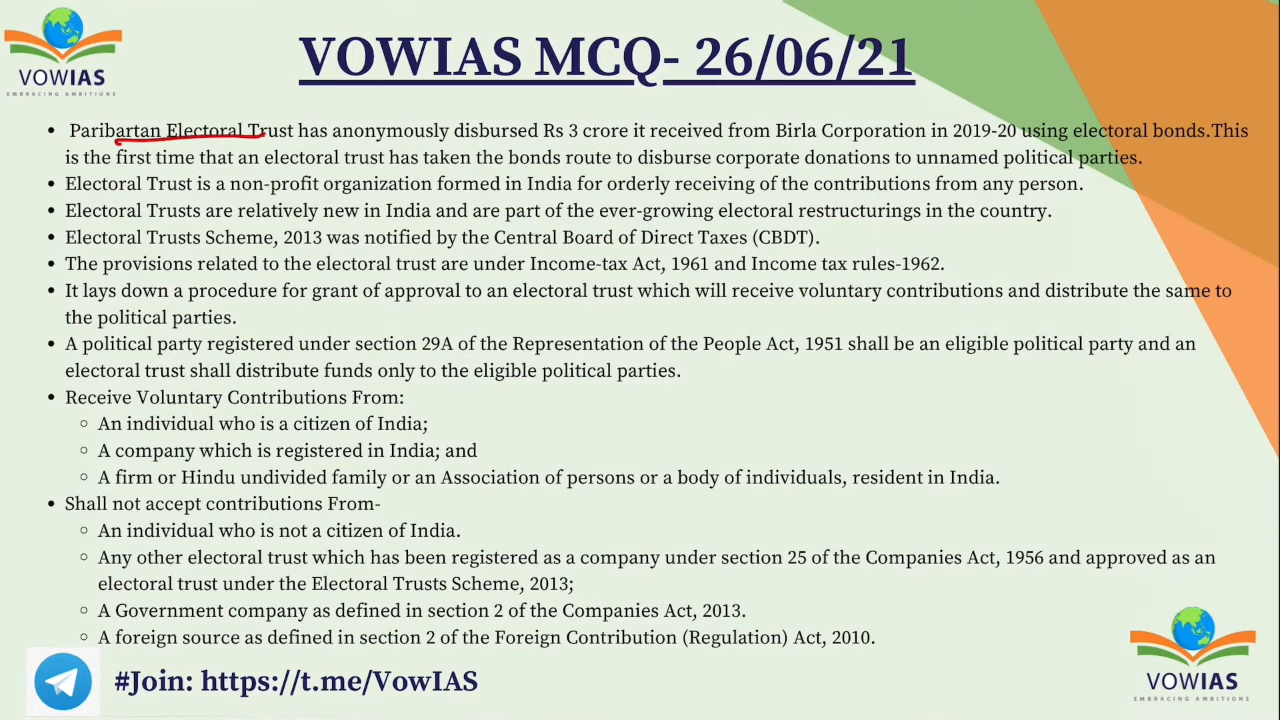 VOWIAS
EMBRACING AMBITIONS
VOWIAS MCQ- 26/06/21
• Paribartan Electoral Trust has anonymously disbursed Rs 3 crore it received from Birla Corporation in 2019-20 using electoral bonds.This
is the first time that an electoral trust has taken the bonds route to disburse corporate donations to unnamed political parties.
• Electoral Trust is a non-profit organization formed in India for orderly receiving of the contributions from any person.
• Electoral Trusts are relatively new in India and are part of the ever-growing electoral restructurings in the country.
• Electoral Trusts Scheme, 2013 was notified by the Central Board of Direct Taxes (CBDT).
• The provisions related to the electoral trust are under Income-tax Act, 1961 and Income tax rules-1962.
• It lays down a procedure for grant of approval to an electoral trust which will receive voluntary contributions and distribute the same to
the political parties.
• A political party registered under section 29A of the Representation of the People Act, 1951 shall be an eligible political party and an
electoral trust shall distribute funds only to the eligible political parties.
• Receive Voluntary Contributions From:
◦ An individual who is a citizen of India;
◦ A company which is registered in India; and
◦ A firm or Hindu undivided family or an Association of persons or a body of individuals, resident in India.
• Shall not accept contributions From-
◦ An individual who is not a citizen of India.
◦ Any other electoral trust which has been registered as a company under section 25 of the Companies Act, 1956 and approved as an
electoral trust under the Electoral Trusts Scheme, 2013;
◦ A Government company as defined in section 2 of the Companies Act, 2013.
◦ A foreign source as defined in section 2 of the Foreign Contribution (Regulation) Act, 2010.
#Join: https://t.me/VowIAS
VOWIAS
EMBRACING AMBITIONS